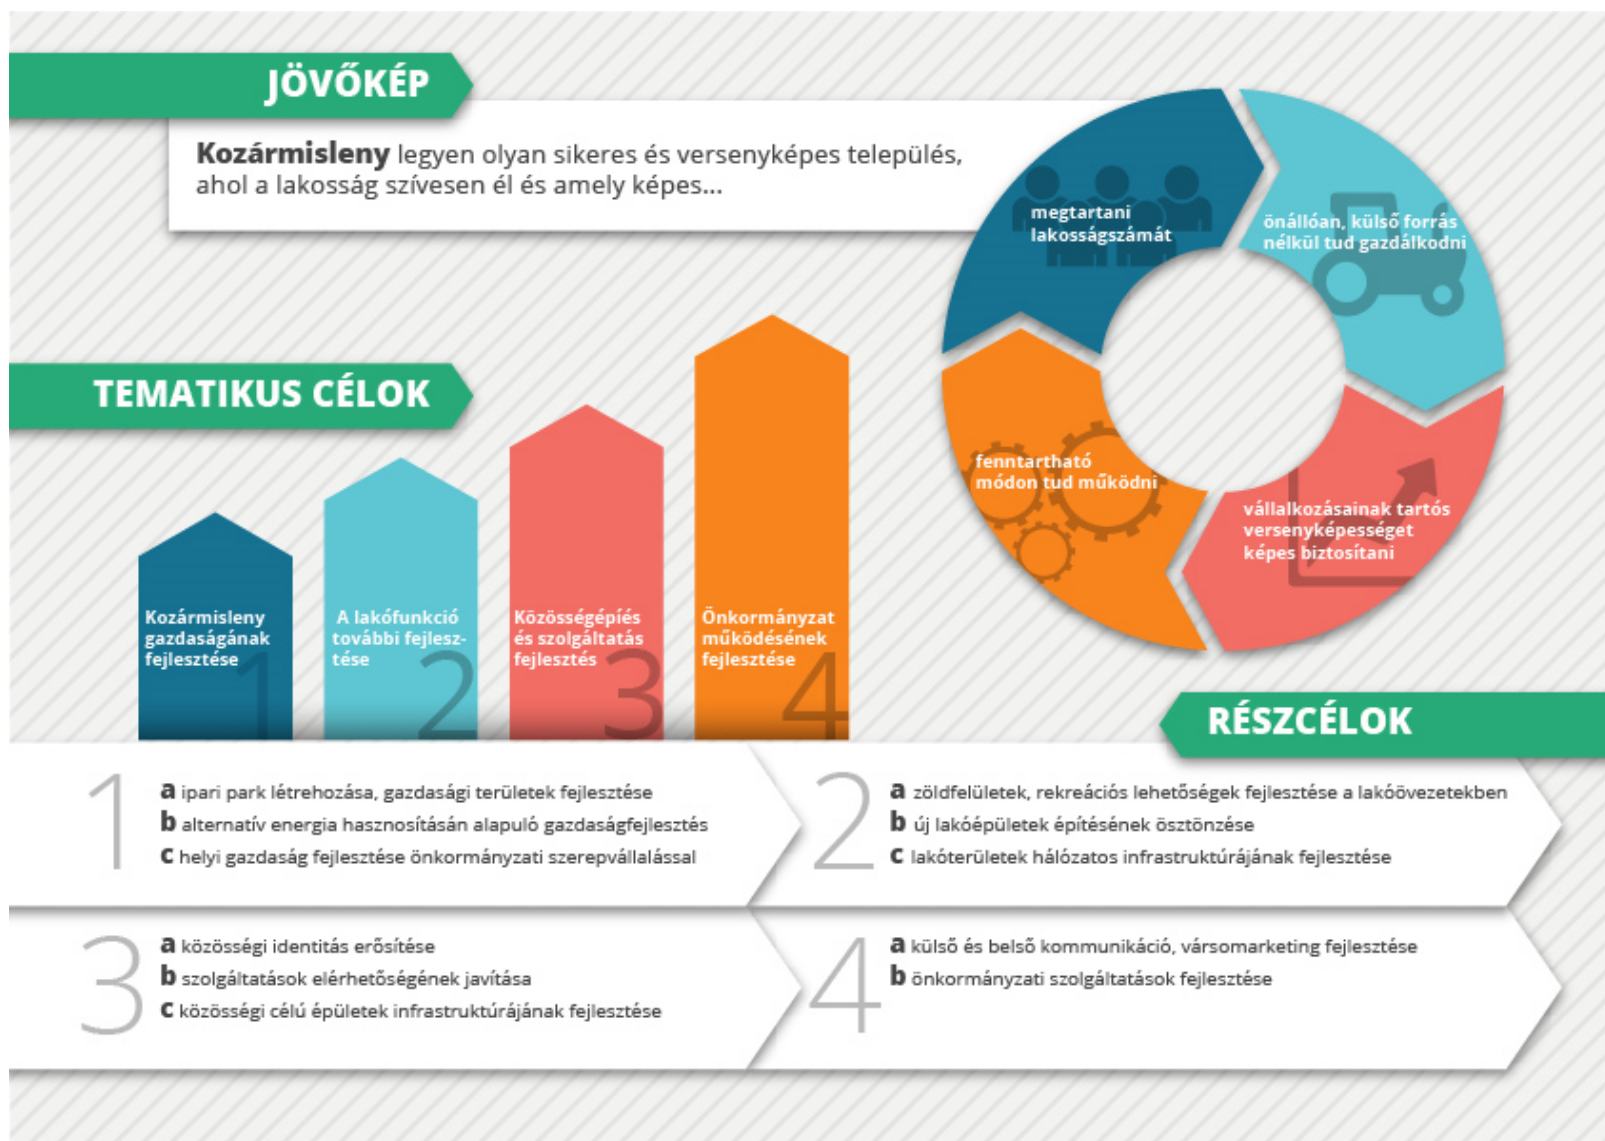 JÖVŐKÉP
Kozármisleny legyen olyan sikeres és versenyképes település,
ahol a lakosság szívesen él és amely képes...
megtartani
lakosságszámát
önállóan, külső forrás
nélkül tud gazdálkodni
vállalkozásainak tartós
versenyképességet
képes biztosítani
fenntartható
módon tud működni
TEMATIKUS CÉLOK
Kozármisleny
gazdaságának
fejlesztése
1
A lakófunkció
további fejlesz-
tése
2
Közösségépíés
és szolgáltatás
fejlesztés
3
Önkormányzat
működésének
fejlesztése
4
RÉSZCÉLOK
1
a ipari park létrehozása, gazdasági területek fejlesztése
b alternatív energia hasznosításán alapuló gazdaságfejlesztés
c helyi gazdaság fejlesztése önkormányzati szerepvállalással
2
a zöldfelületek, rekreációs lehetőségek fejlesztése a lakóövezetekben
b új lakóépületek építésének ösztönzése
c lakóterületek hálózatos infrastruktúrájának fejlesztése
3
a közösségi identitás erősítése
b szolgáltatások elérhetőségének javítása
c közösségi célú épületek infrastruktúrájának fejlesztése
4
a külső és belső kommunikáció, vársomarketing fejlesztése
b önkormányzati szolgáltatások fejlesztése